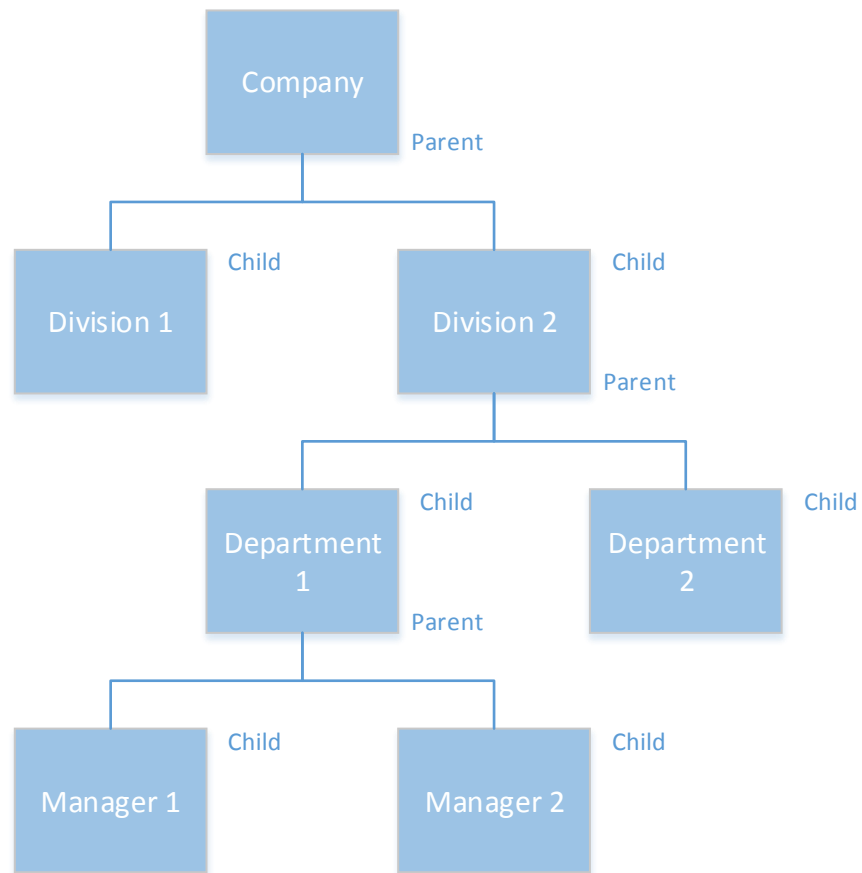 Company
Parent
Child
Child
Division 1
Division 2
Parent
Child
Child
Department
1
Department
2
Parent
Child
Child
Manager 1
Manager 2